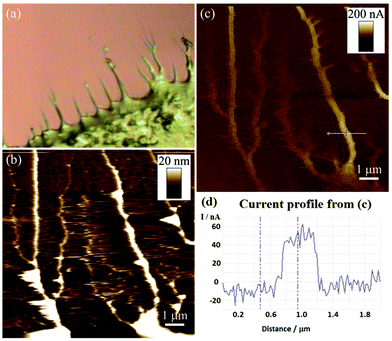 (a)
(b)
20 nm
1 μm
(c)
200 nA
1 μm
(d) Current profile from (c)
I / nA
60
40
20
0
-20
0.0 0.4 0.8 1.2 1.6
Distance / μm